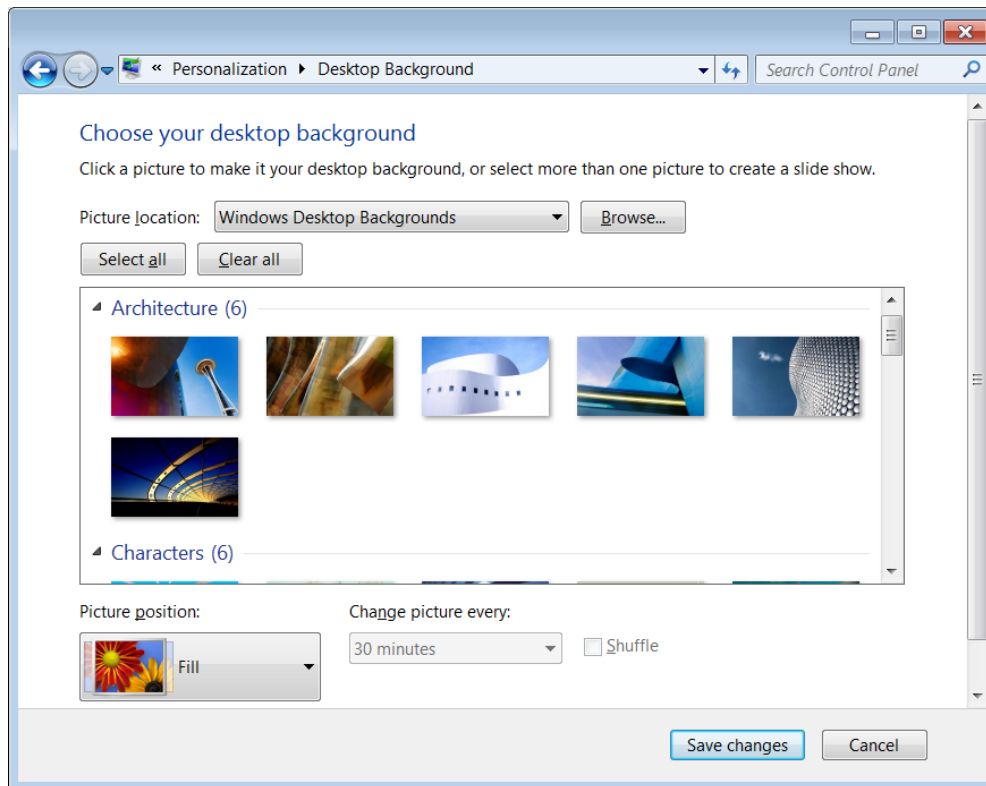 « Personalization Desktop Background
Search Control Panel
Choose your desktop background
Click a picture to make it your desktop background, or select more than one picture to create a slide show.
Picture location: Windows Desktop Backgrounds Browse...
Select all Clear all
Architecture (6)
Characters (6)
Picture position: Change picture every:
Fill 30 minutes Shuffle
Save changes Cancel